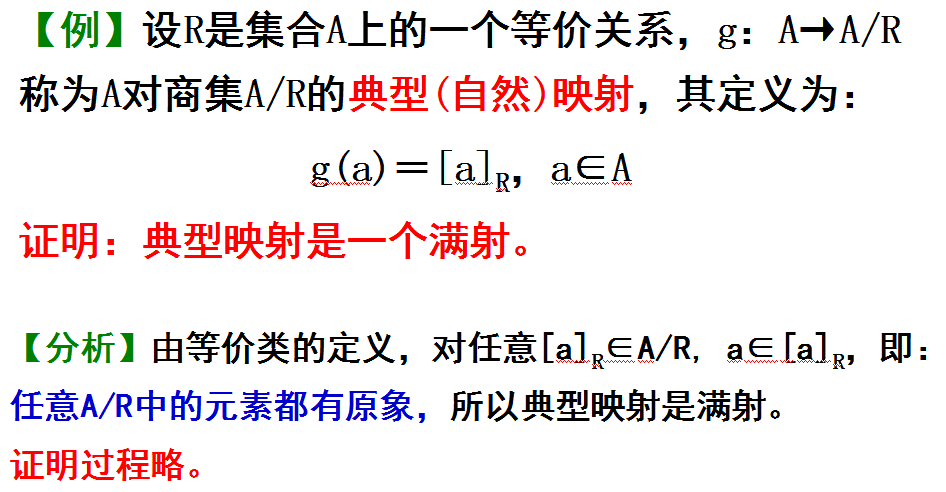 【例】设R是集合A上的一个等价关系，g：A→A/R
称为A对商集A/R的典型(自然)映射，其定义为：
g(a)＝[a]R，a∈A
证明：典型映射是一个满射。
【分析】由等价类的定义，对任意[a]R∈A/R, a∈[a]R，即：
任意A/R中的元素都有原象，所以典型映射是满射。
证明过程略。